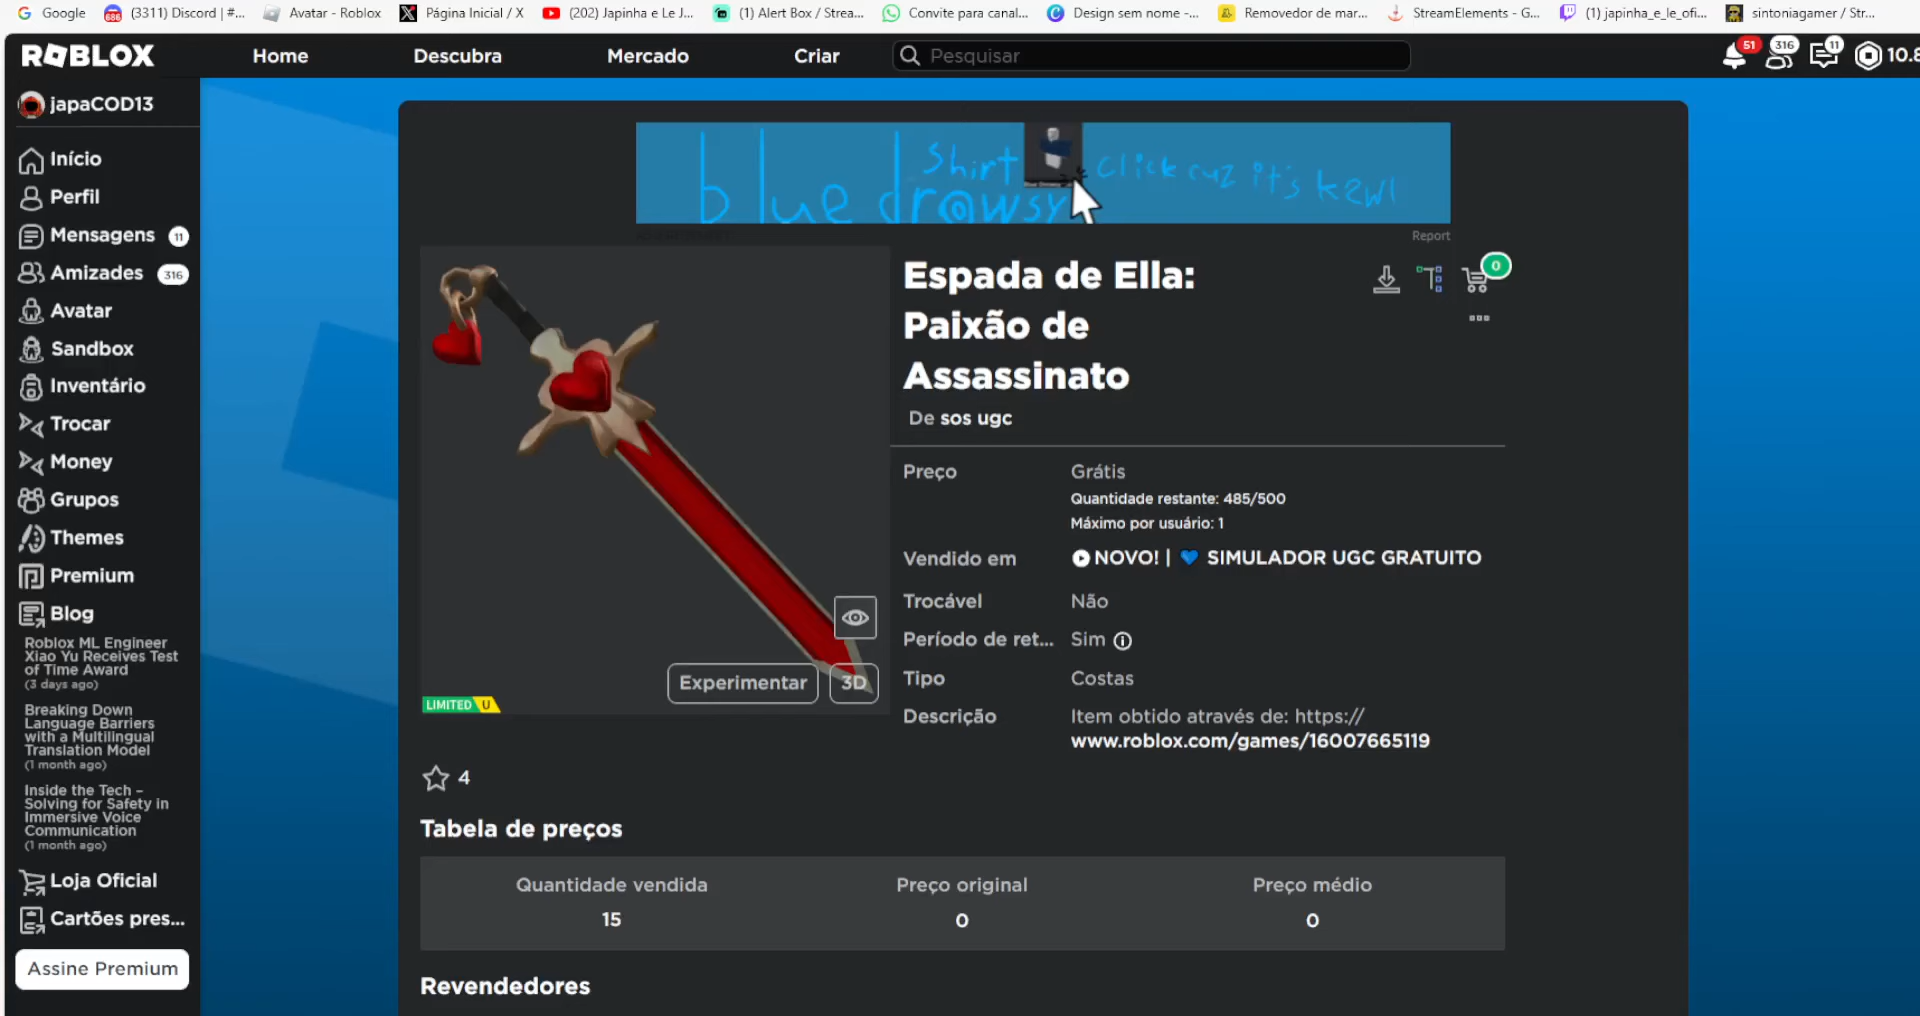 Google
(3311) Discord | #...
Avatar - Roblox
Página Inicial / X
(202) Japinha e Le J...
(1) Alert Box / Strea...
Convite para canal...
Design sem nome -...
Removedor de mar...
StreamElements - G...
(1) japinha_e_le_ofi...
sintoniagamer / Str...
ROBLOX
Home
Descubra
Mercado
Criar
Pesquisar
51
316
11
10.8
japaCOD13
Início
Perfil
Mensagens 11
Amizades 316
Avatar
Sandbox
Inventário
Trocar
Money
Grupos
Themes
Premium
Blog
Roblox ML Engineer
Xiao Yu Receives Test
of Time Award
(3 days ago)
Breaking Down
Language Barriers
with a Multilingual
Translation Model
(1 month ago)
Inside the Tech –
Solving for Safety in
Immersive Voice
Communication
(1 month ago)
Loja Oficial
Cartões pres...
Assine Premium
Shirt click cuz it's kewl
blue dr@wsy
Report
Espada de Ella:
Paixão de
Assassinato
0
De sos ugc
Preço Grátis
Quantidade restante: 485/500
Máximo por usuário: 1
Vendido em NOVO! | 💙 SIMULADOR UGC GRATUITO
Trocável Não
Período de ret... Sim
Tipo Costas
Descrição Item obtido através de: https://
www.roblox.com/games/16007665119
Experimentar
3D
LIMITED U
4
Tabela de preços
Quantidade vendida Preço original Preço médio
15 0 0
Revendedores